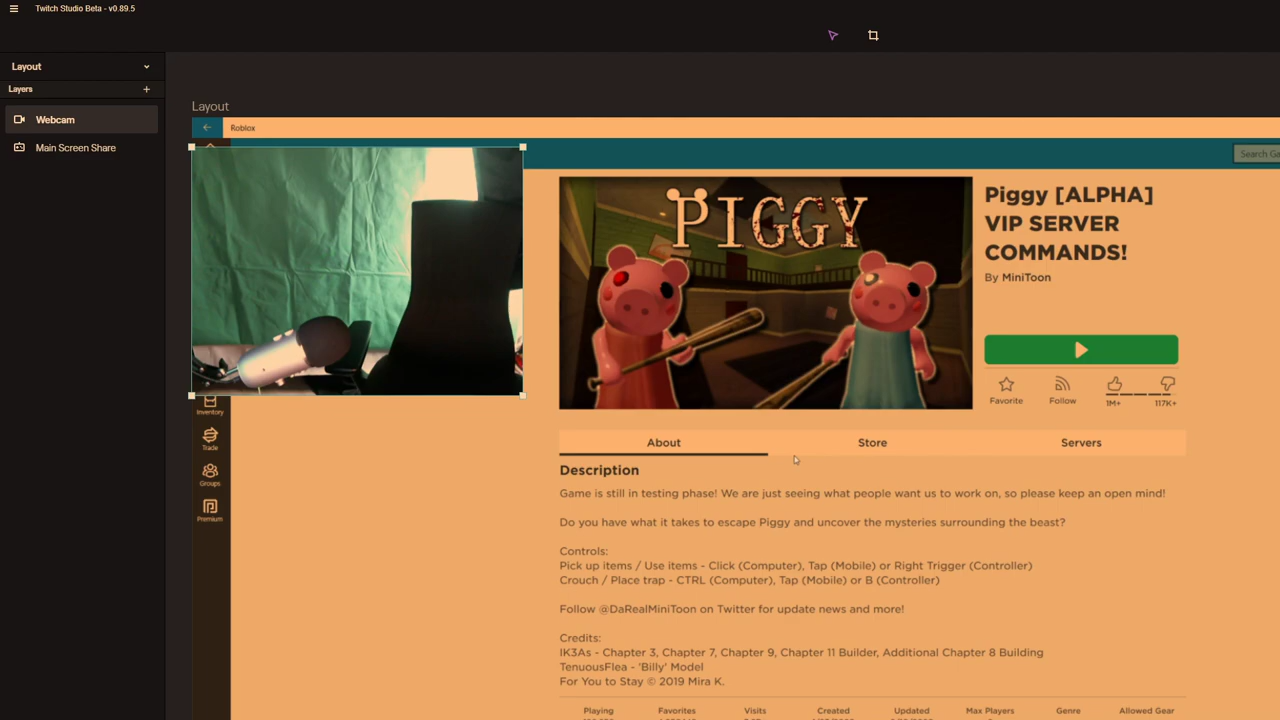 Twitch Studio Beta - v0.89.5
Layout
Layers
Webcam
Main Screen Share
Layout
Roblox
Search
PIGGY
Piggy [ALPHA]
VIP SERVER
COMMANDS!
By MiniToon
Favorite
Follow
1M+
117K+
Inventory
Trade
Groups
Premium
About
Store
Servers
Description
Game is still in testing phase! We are just seeing what people want us to work on, so please keep an open mind!
Do you have what it takes to escape Piggy and uncover the mysteries surrounding the beast?
Controls:
Pick up items / Use items - Click (Computer), Tap (Mobile) or Right Trigger (Controller)
Crouch / Place trap - CTRL (Computer), Tap (Mobile) or B (Controller)
Follow @DaRealMiniToon on Twitter for update news and more!
Credits:
IK3As - Chapter 3, Chapter 7, Chapter 9, Chapter 11 Builder, Additional Chapter 8 Building
TenuousFlea - 'Billy' Model
For You to Stay © 2019 Mira K.
Playing
Favorites
Visits
Created
Updated
Max Players
Genre
Allowed Gear